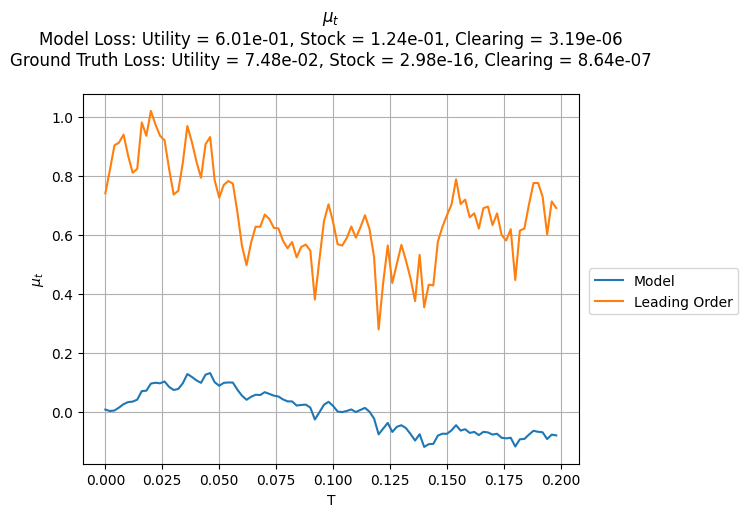 μt
Model Loss: Utility = 6.01e-01, Stock = 1.24e-01, Clearing = 3.19e-06
Ground Truth Loss: Utility = 7.48e-02, Stock = 2.98e-16, Clearing = 8.64e-07
1.0
0.8
0.6
0.4
0.2
0.0
μt
0.000 0.025 0.050 0.075 0.100 0.125 0.150 0.175 0.200
T
Model
Leading Order